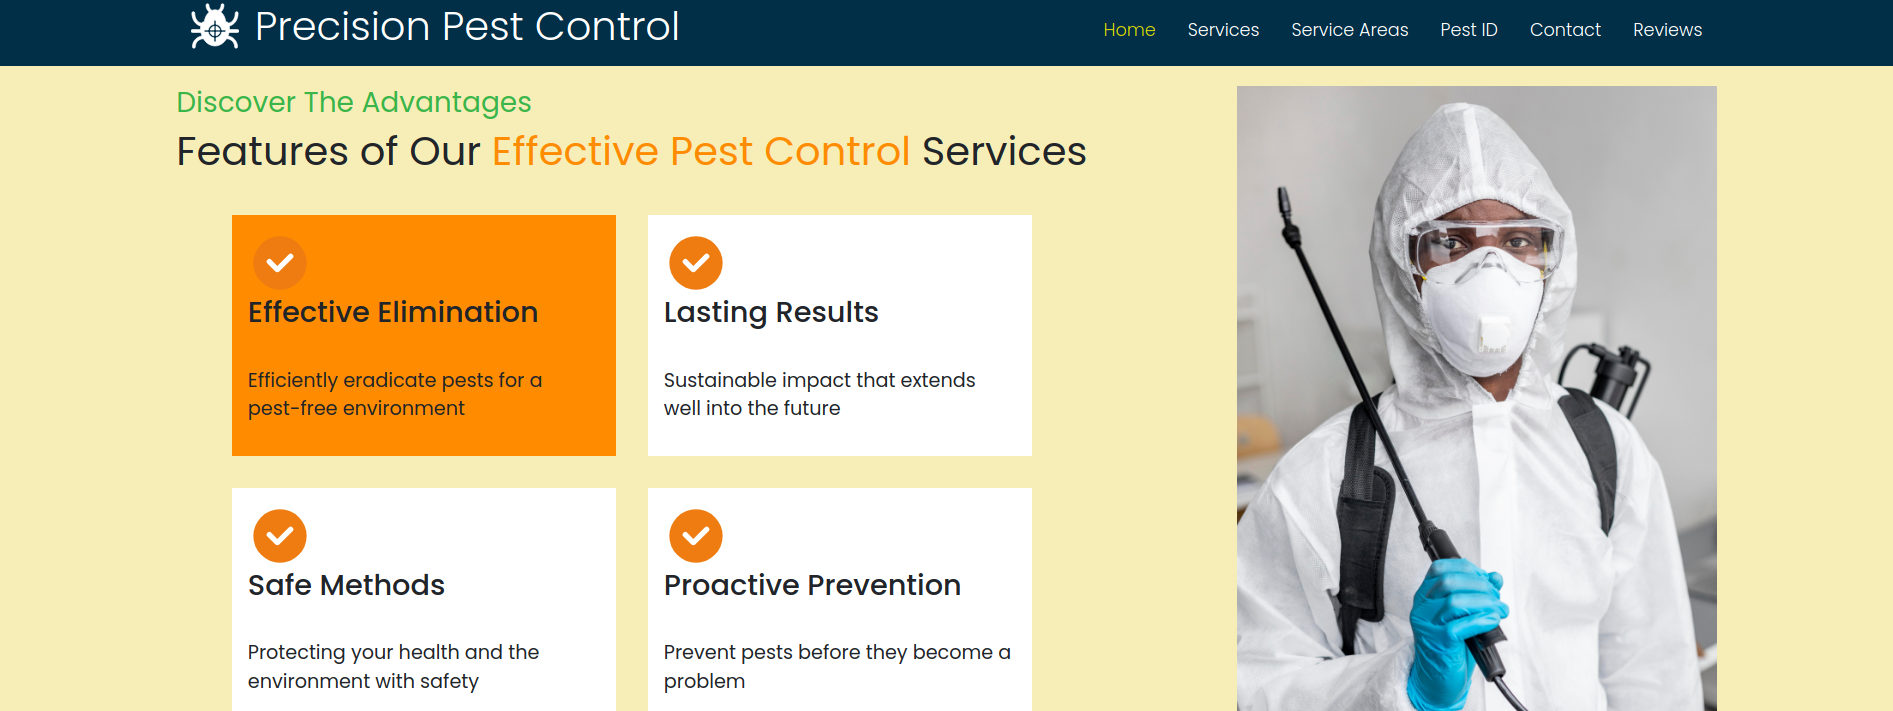 Precision Pest Control
Home Services Service Areas Pest ID Contact Reviews
Discover The Advantages
Features of Our Effective Pest Control Services
Effective Elimination
Efficiently eradicate pests for a
pest-free environment
Lasting Results
Sustainable impact that extends
well into the future
Safe Methods
Protecting your health and the
environment with safety
Proactive Prevention
Prevent pests before they become a
problem